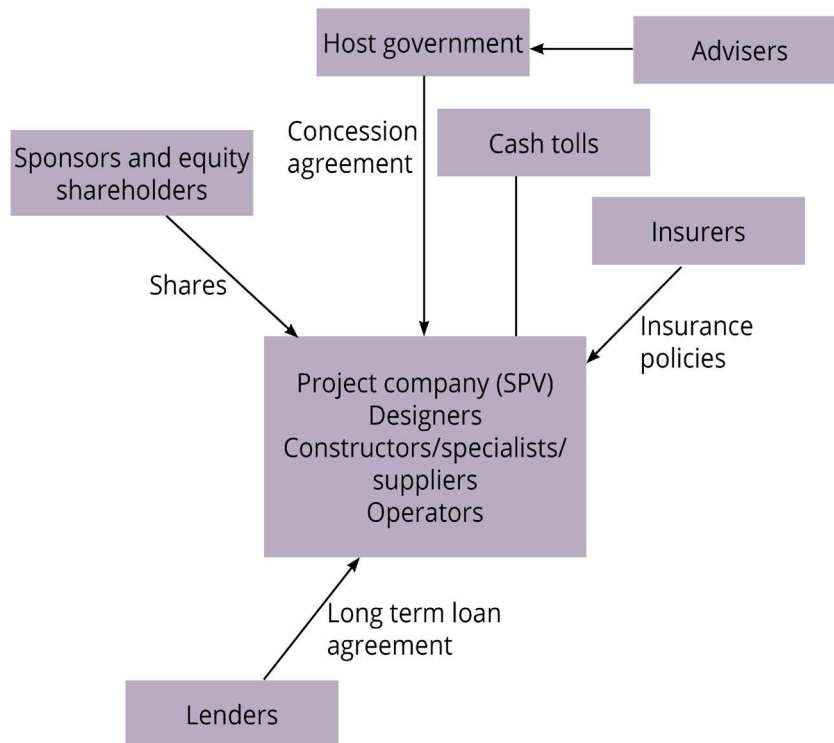 Host government
Advisers
Concession
agreement
Cash tolls
Sponsors and equity
shareholders
Insurers
Shares
Insurance
policies
Project company (SPV)
Designers
Constructors/specialists/
suppliers
Operators
Long term loan
agreement
Lenders